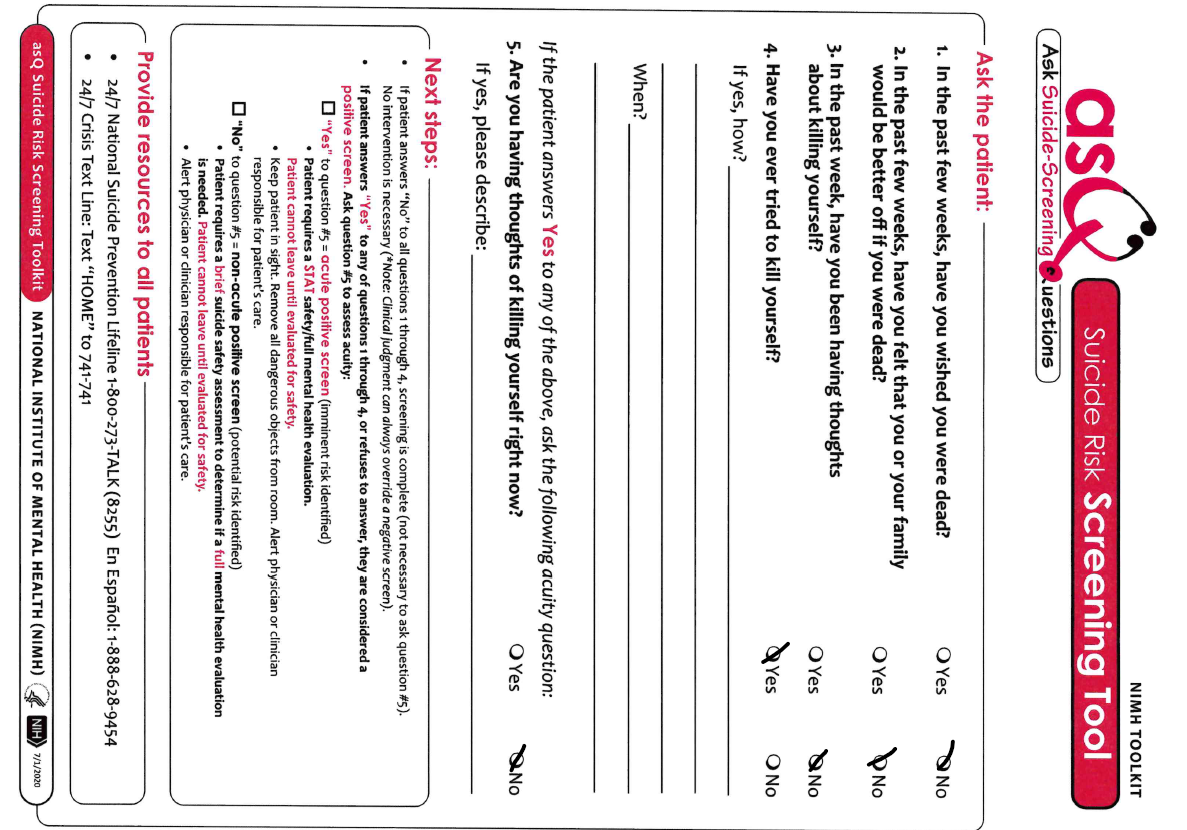 NIMH TOOLKIT
asQ
Suicide Risk Screening Tool
Ask Suicide-Screening Questions
Ask the patient:
1. In the past few weeks, have you wished you were dead? Yes No
2. In the past few weeks, have you felt that you or your family
would be better off if you were dead? Yes No
3. In the past week, have you been having thoughts
about killing yourself? Yes No
4. Have you ever tried to kill yourself? Yes No
If yes, how?
When?
If the patient answers Yes to any of the above, ask the following acuity question:
5. Are you having thoughts of killing yourself right now? Yes No
If yes, please describe:
Next steps:
• If patient answers “No” to all questions 1 through 4, screening is complete (not necessary to ask question #5).
No intervention is necessary (*Note: Clinical judgment can always override a negative screen).
• If patient answers “Yes” to any of questions 1 through 4, or refuses to answer, they are considered a
positive screen. Ask question #5 to assess acuity:
“Yes” to question #5 = acute positive screen (imminent risk identified)
• Patient requires a STAT safety/full mental health evaluation.
Patient cannot leave until evaluated for safety.
• Keep patient in sight. Remove all dangerous objects from room. Alert physician or clinician
responsible for patient’s care.
“No” to question #5 = non-acute positive screen (potential risk identified)
• Patient requires a brief suicide safety assessment to determine if a full mental health evaluation
is needed. Patient cannot leave until evaluated for safety.
• Alert physician or clinician responsible for patient’s care.
Provide resources to all patients
• 24/7 National Suicide Prevention Lifeline 1-800-273-TALK (8255) En Español: 1-888-628-9454
• 24/7 Crisis Text Line: Text “HOME” to 741-741
asQ Suicide Risk Screening Toolkit NATIONAL INSTITUTE OF MENTAL HEALTH (NIMH) NIH 7/1/2020